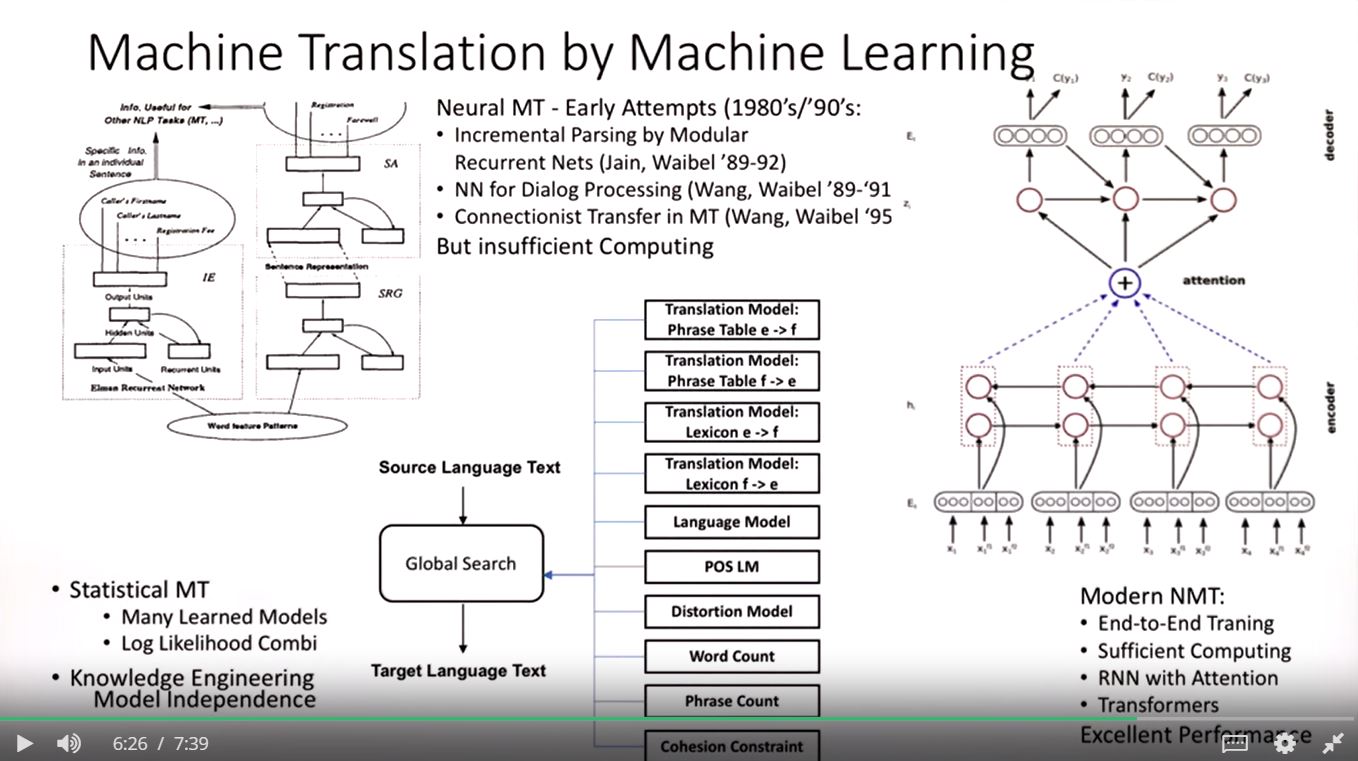 Machine Translation by Machine Learning
Info. Useful for
Other NLP Tasks (MT, ...)
Specific Info.
in an individual
Sentence
Caller's Firstname
Caller's Lastname
...
Registration Fee
IE
Output Units
Hidden Units
Input Units
Recurrent Units
Elman Recurrent Network
Word feature Patterns
Registration
Farewell
...
SA
Sentence Representation
SRG
Neural MT - Early Attempts (1980's/'90's:
• Incremental Parsing by Modular
Recurrent Nets (Jain, Waibel '89-92)
• NN for Dialog Processing (Wang, Waibel '89-'91
• Connectionist Transfer in MT (Wang, Waibel '95
But insufficient Computing
Source Language Text
Global Search
Target Language Text
Translation Model:
Phrase Table e -> f
Translation Model:
Phrase Table f -> e
Translation Model:
Lexicon e -> f
Translation Model:
Lexicon f -> e
Language Model
POS LM
Distortion Model
Word Count
Phrase Count
Cohesion Constraint
• Statistical MT
• Many Learned Models
• Log Likelihood Combi
• Knowledge Engineering
Model Independence
C(y₁) y₂ C(y₂) y₃ C(y₃)
decoder
attention
encoder
Modern NMT:
• End-to-End Traning
• Sufficient Computing
• RNN with Attention
• Transformers
Excellent Performance
6:26 / 7:39